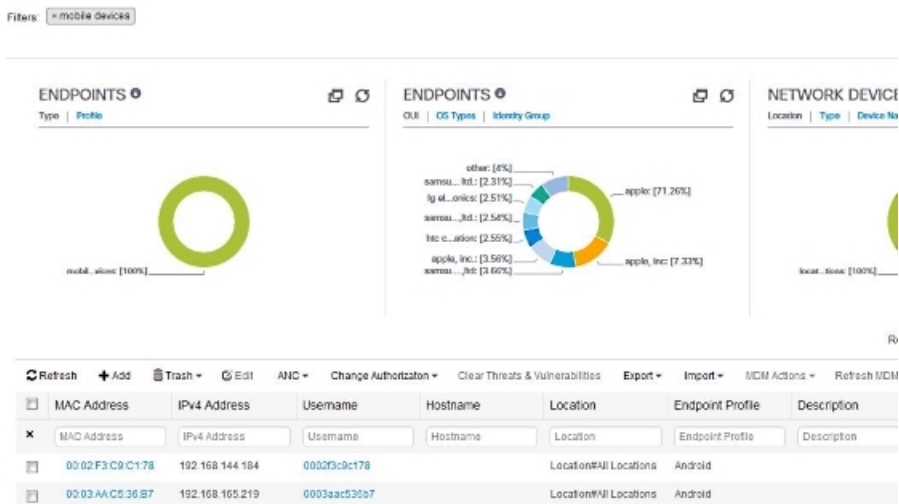 Filters: × mobile devices
ENDPOINTS
Type | Profile
mobil...vices: [100%]
ENDPOINTS
OUI | OS Types | Identity Group
other: [4%]
samsu... ltd.: [2.31%]
lg el...onics: [2.51%]
samsu...,ltd.: [2.54%]
htc c...ation: [2.55%]
apple, inc.: [3.56%]
samsu...,ltd: [3.66%]
apple: [71.26%]
apple, inc: [7.33%]
NETWORK DEVICE
Location | Type | Device Na
locat...tions: [100%]
Re
Refresh Add Trash Edit ANC Change Authorizaton Clear Threats & Vulnerabilities Export Import MDM Actions Refresh MDM
MAC Address IPv4 Address Username Hostname Location Endpoint Profile Description
× MAC Address IPv4 Address Username Hostname Location Endpoint Profile Description
00:02:F3:C9:C1:78 192.168.144.184 0002f3c9c178 Location#All Locations Android
00:03:AA:C5:36:B7 192.168.165.219 0003aac536b7 Location#All Locations Android